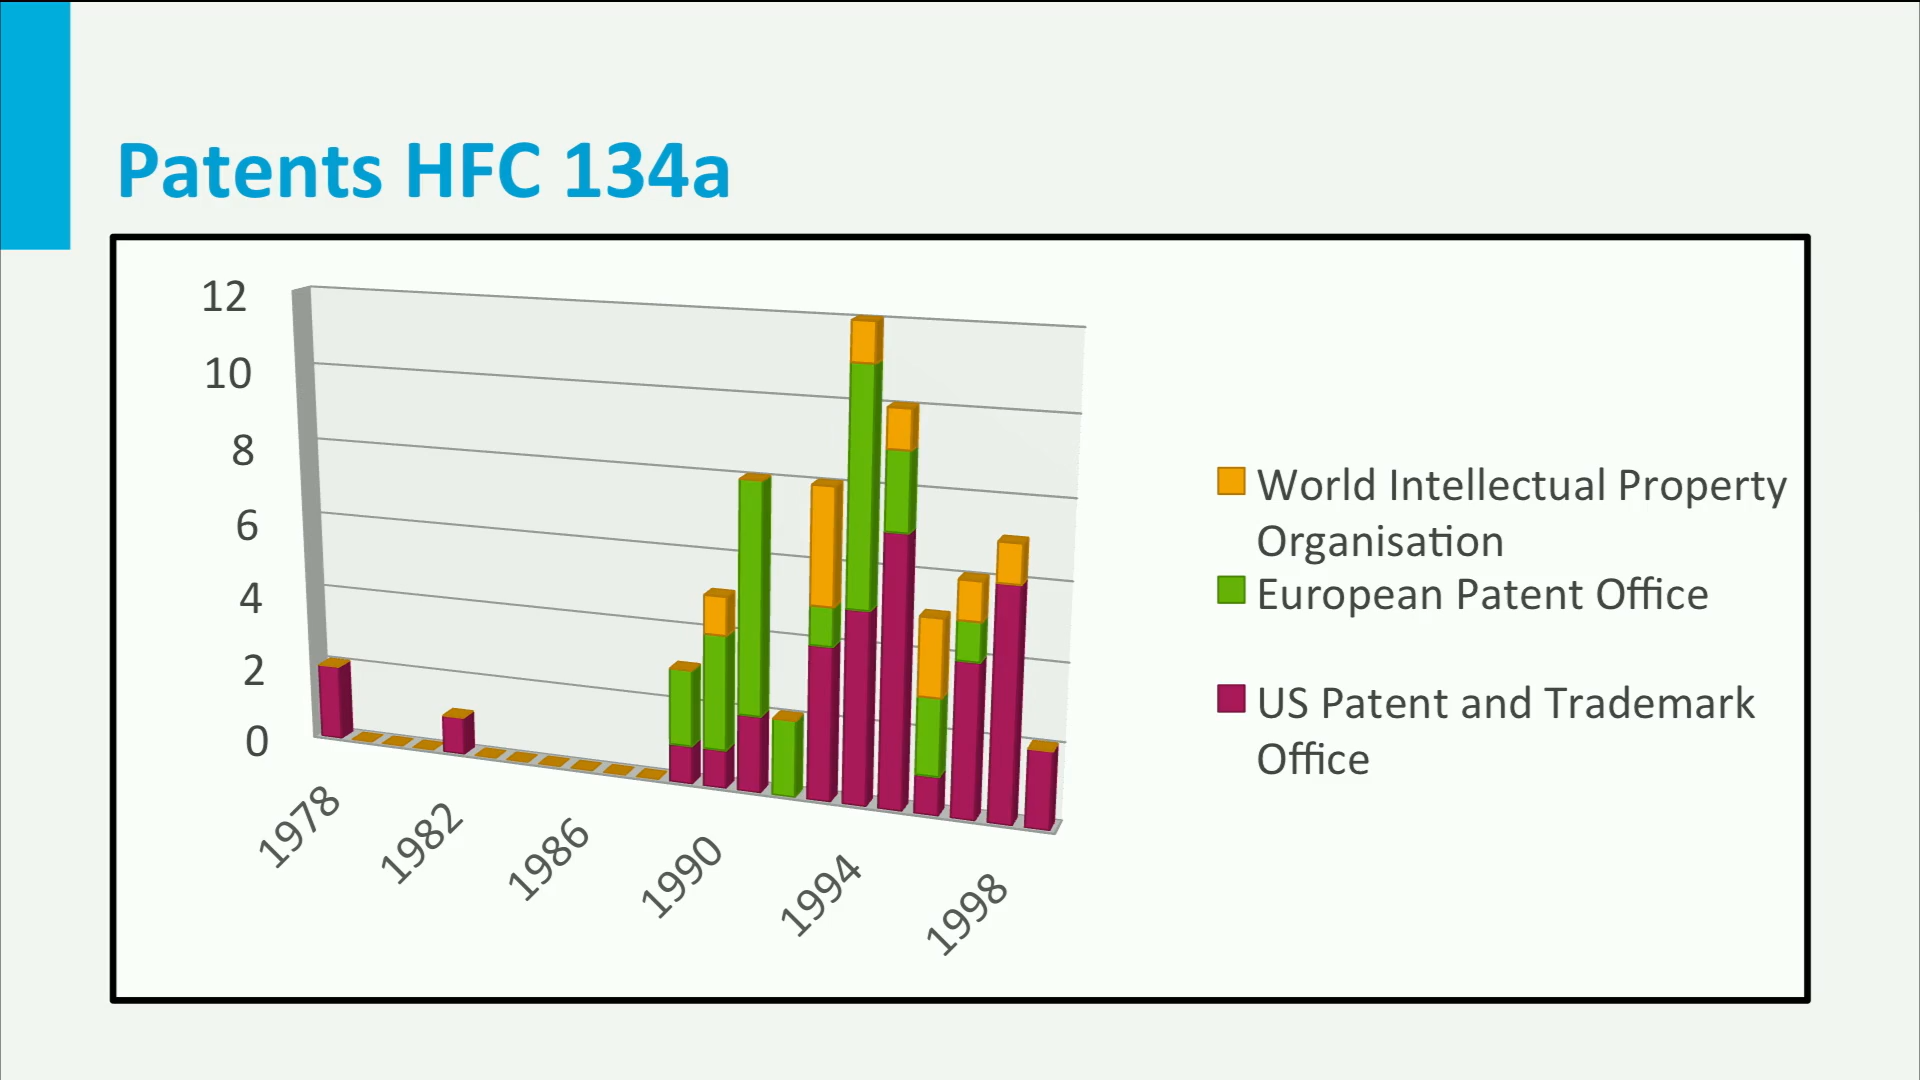 Patents HFC 134a
12
10
8
6
4
2
0
1978
1982
1986
1990
1994
1998
World Intellectual Property
Organisation
European Patent Office
US Patent and Trademark
Office